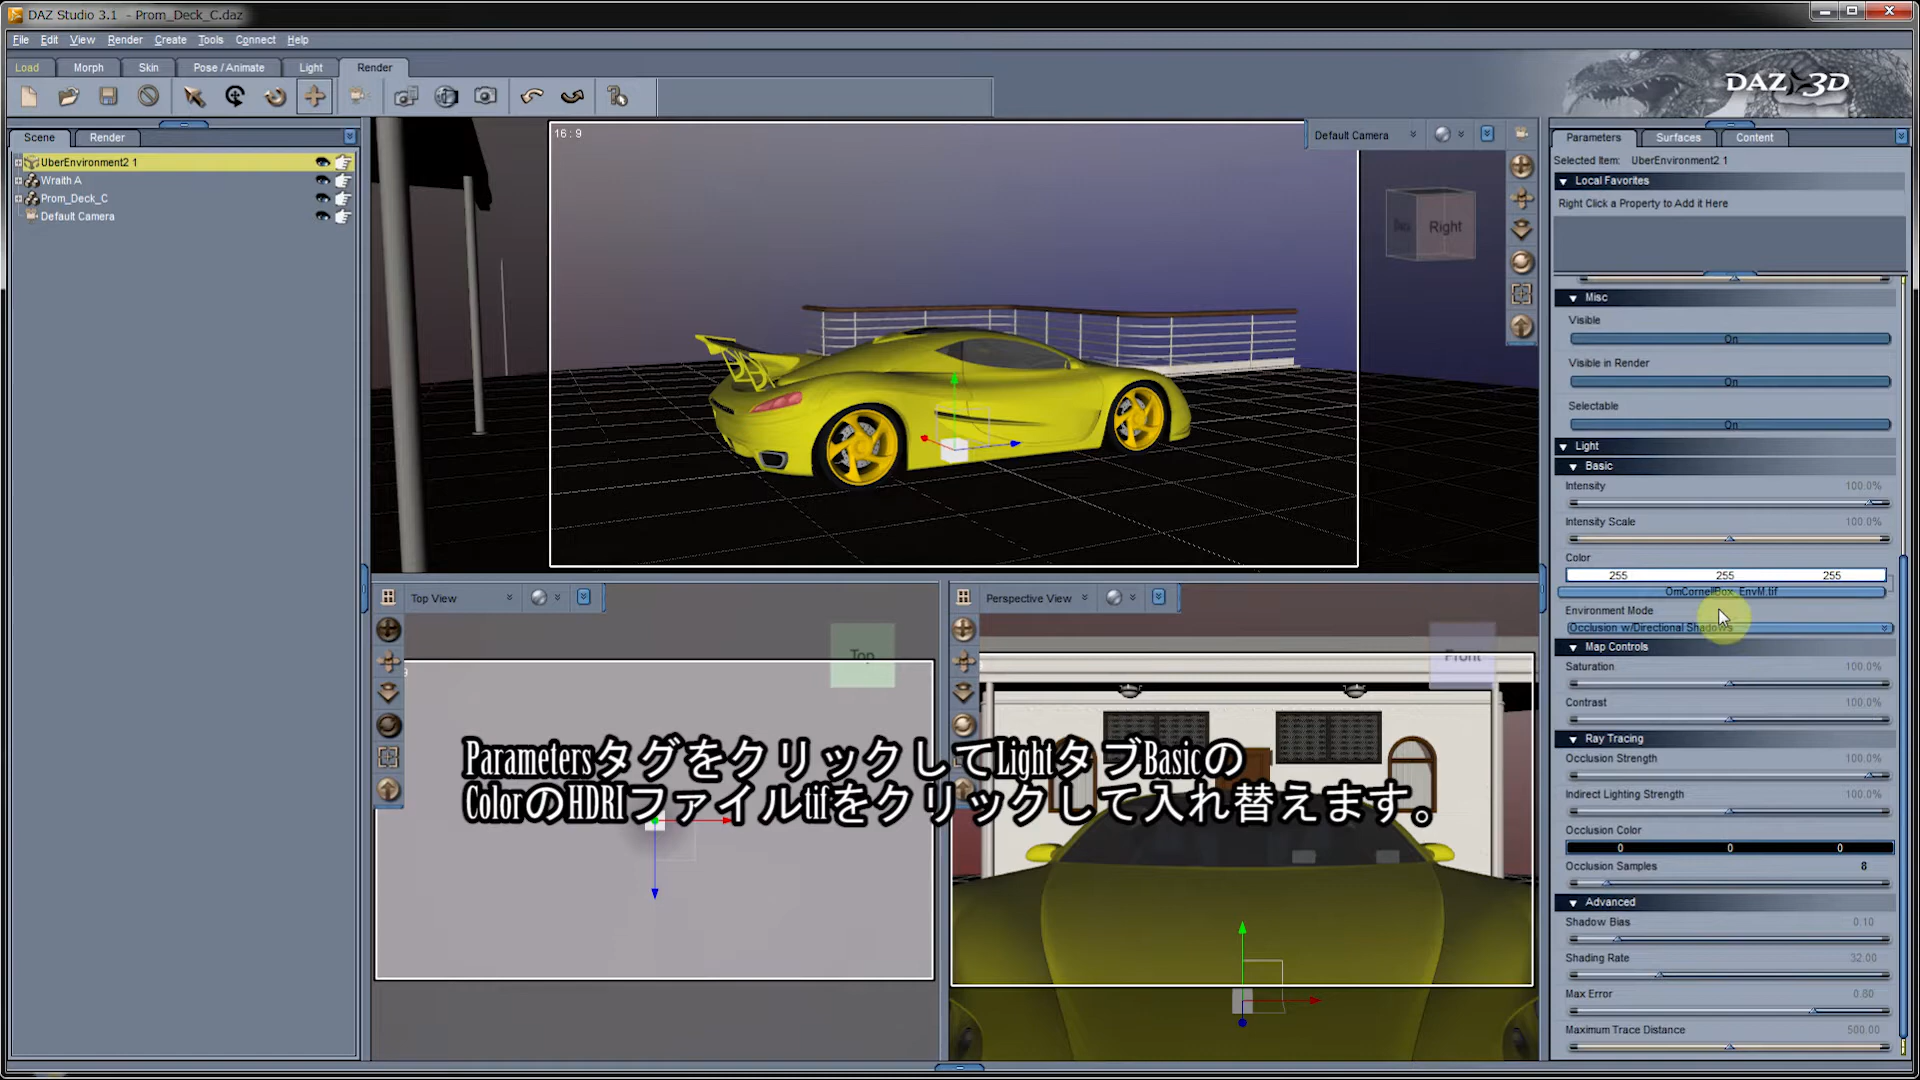 DAZ Studio 3.1 - Prom_Deck_C.daz
File Edit View Render Create Tools Connect Help
Load Morph Skin Pose / Animate Light Render
DAZ 3D
Scene Render
UberEnvironment2 1
Wraith A
Prom_Deck_C
Default Camera
16 : 9
Default Camera
Right
Top View
Top
Perspective View
Front
ParametersタグをクリックしてLightタブBasicの
ColorのHDRIファイルtifをクリックして入れ替えます。
Parameters Surfaces Content
Selected Item: UberEnvironment2 1
Local Favorites
Right Click a Property to Add it Here
Misc
Visible
On
Visible in Render
On
Selectable
On
Light
Basic
Intensity 100.0%
Intensity Scale 100.0%
Color
255 255 255
OmCornellBox_EnvM.tif
Environment Mode
Occlusion w/Directional Shadows
Map Controls
Saturation 100.0%
Contrast 100.0%
Ray Tracing
Occlusion Strength 100.0%
Indirect Lighting Strength 100.0%
Occlusion Color
0 0 0
Occlusion Samples 8
Advanced
Shadow Bias 0.10
Shading Rate 32.00
Max Error 0.80
Maximum Trace Distance 500.00